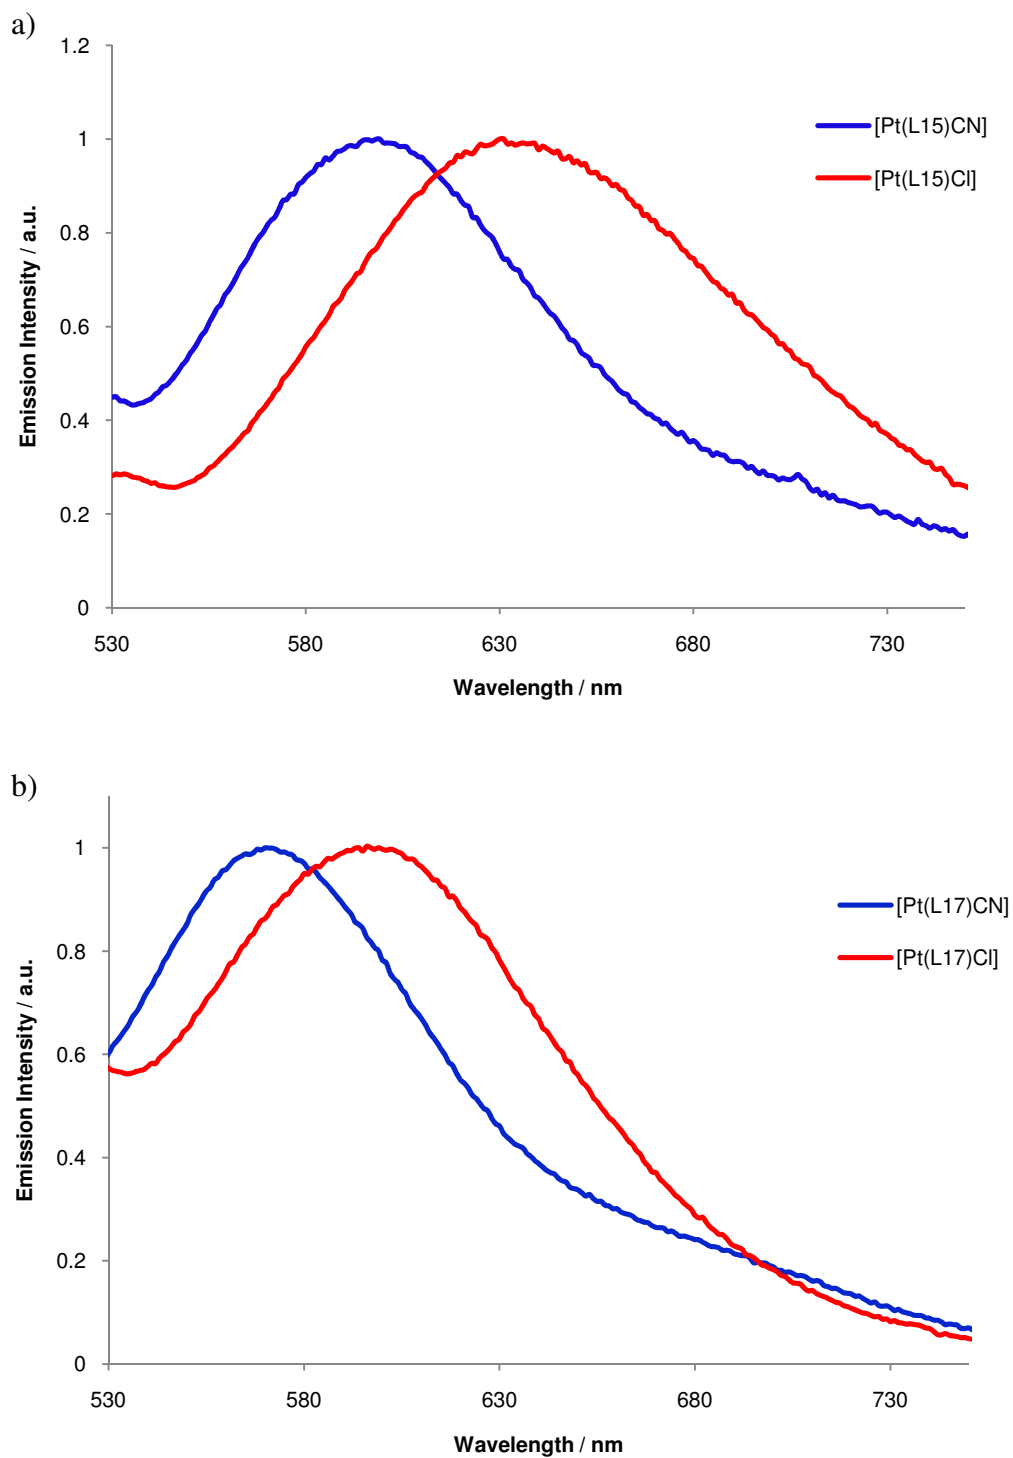 a)
1.2
1
0.8
0.6
0.4
0.2
0
Emission Intensity / a.u.
[Pt(L15)CN]
[Pt(L15)Cl]
530 580 630 680 730
Wavelength / nm
b)
1
0.8
0.6
0.4
0.2
0
Emission Intensity / a.u.
[Pt(L17)CN]
[Pt(L17)Cl]
530 580 630 680 730
Wavelength / nm